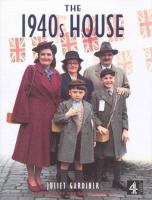 THE
1940s HOUSE
JULIET GARDINER
4